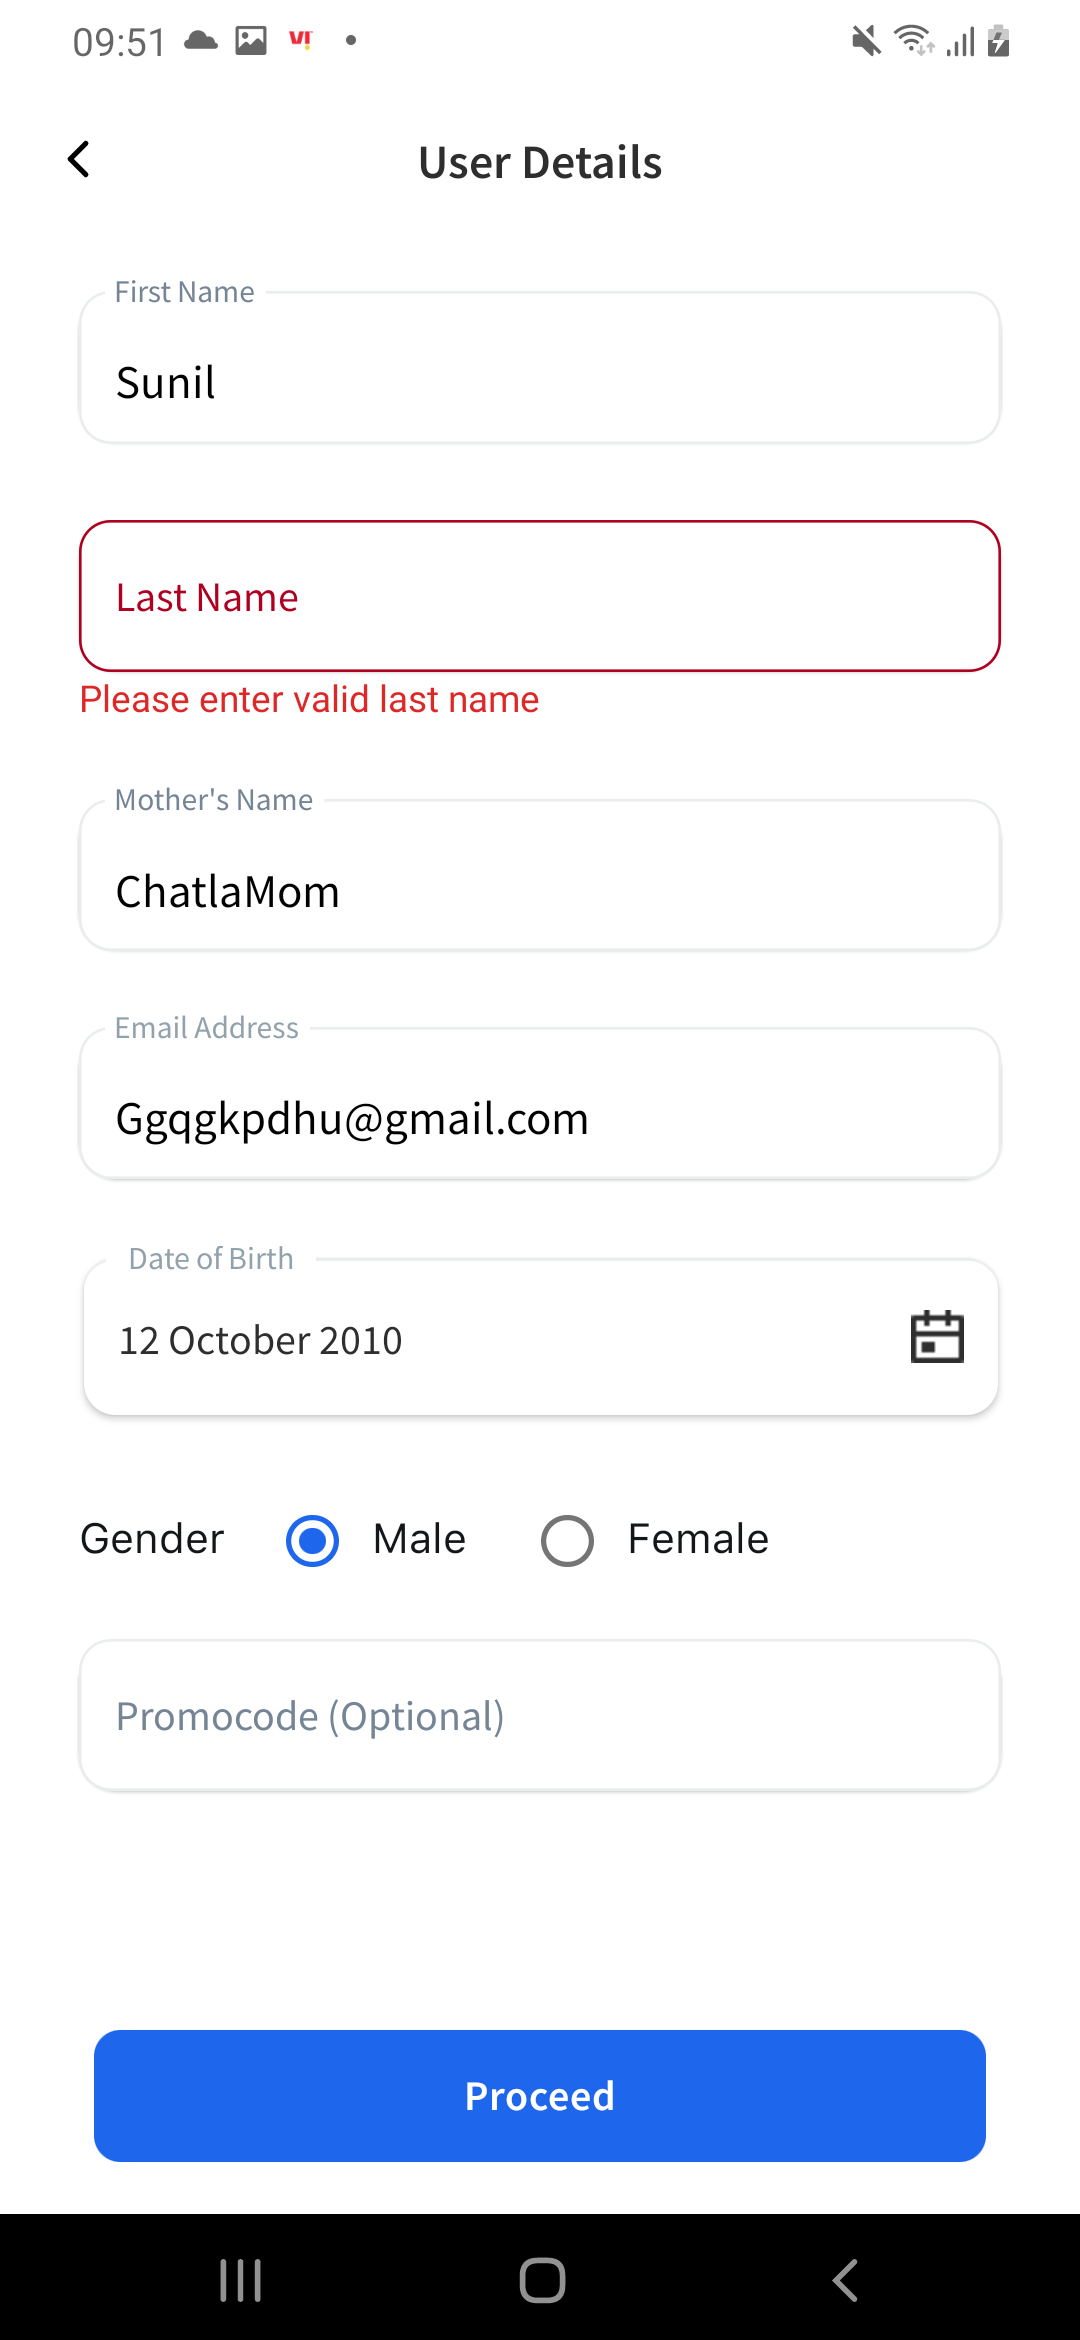 09:51
User Details
First Name
Sunil
Last Name
Please enter valid last name
Mother's Name
ChatlaMom
Email Address
Ggqgkpdhu@gmail.com
Date of Birth
12 October 2010
Gender Male Female
Promocode (Optional)
Proceed